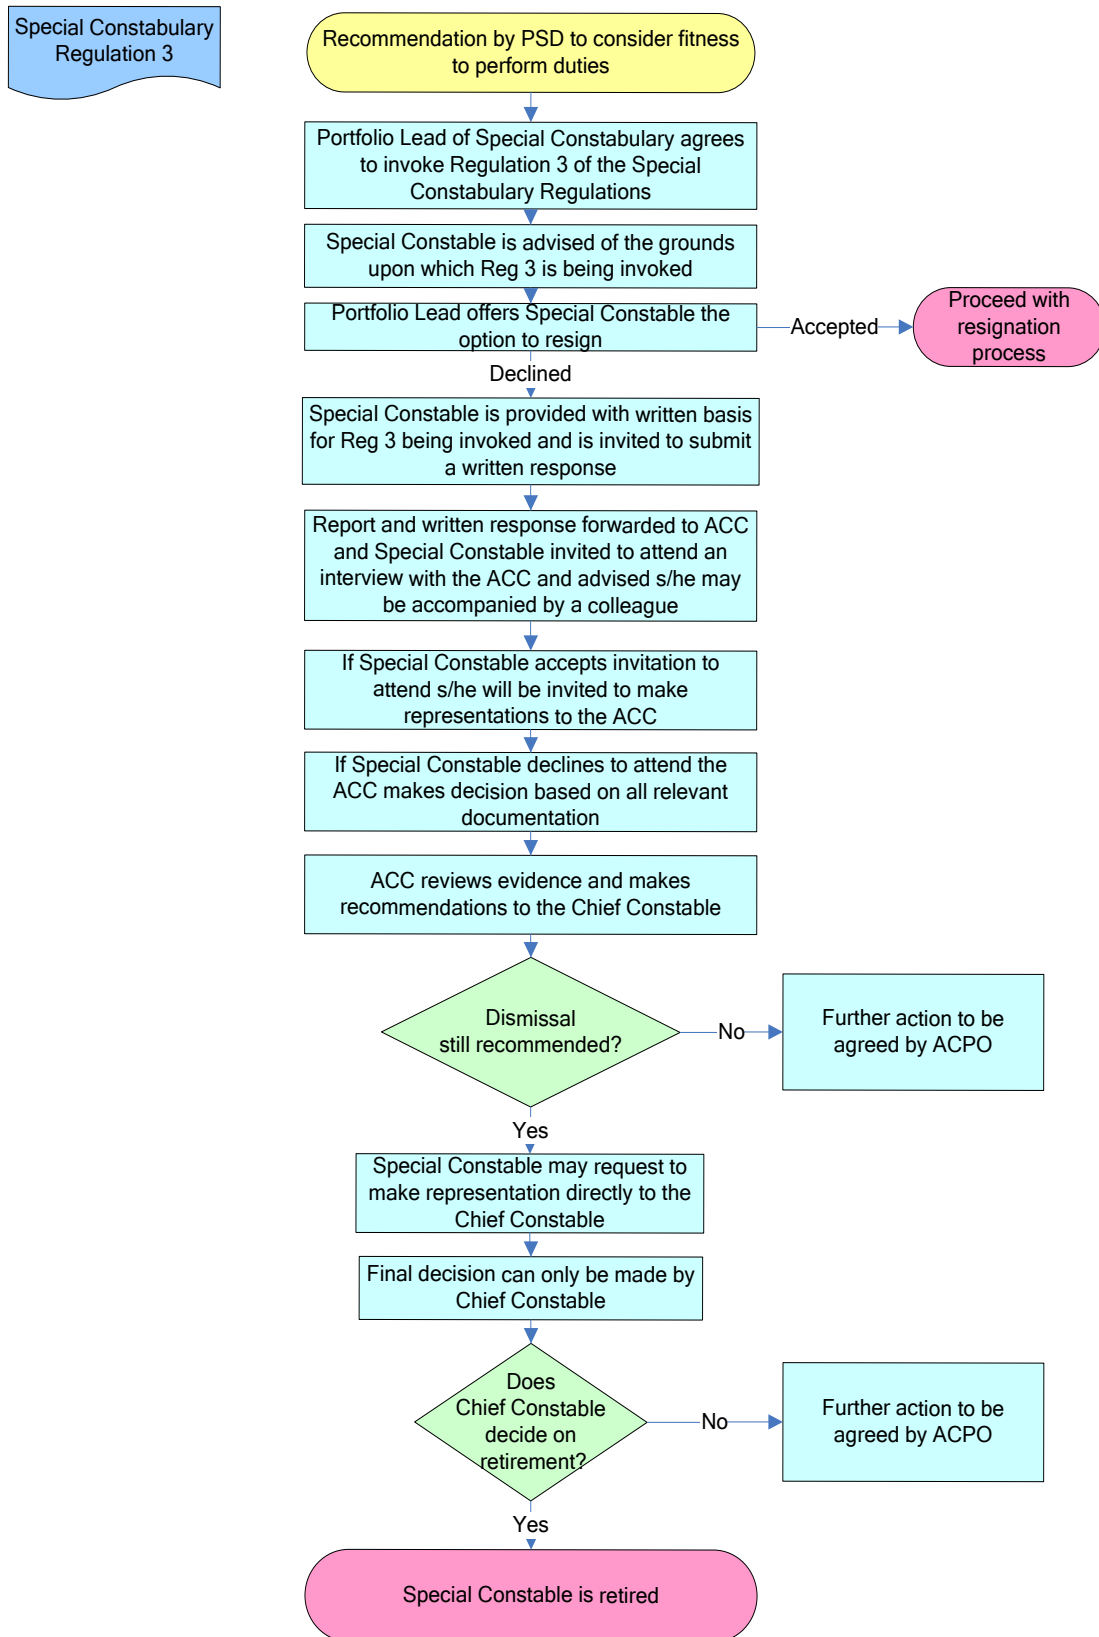 Special Constabulary
Regulation 3
Recommendation by PSD to consider fitness
to perform duties
Portfolio Lead of Special Constabulary agrees
to invoke Regulation 3 of the Special
Constabulary Regulations
Special Constable is advised of the grounds
upon which Reg 3 is being invoked
Portfolio Lead offers Special Constable the
option to resign
Accepted
Proceed with
resignation
process
Declined
Special Constable is provided with written basis
for Reg 3 being invoked and is invited to submit
a written response
Report and written response forwarded to ACC
and Special Constable invited to attend an
interview with the ACC and advised s/he may
be accompanied by a colleague
If Special Constable accepts invitation to
attend s/he will be invited to make
representations to the ACC
If Special Constable declines to attend the
ACC makes decision based on all relevant
documentation
ACC reviews evidence and makes
recommendations to the Chief Constable
Dismissal
still recommended?
No
Further action to be
agreed by ACPO
Yes
Special Constable may request to
make representation directly to the
Chief Constable
Final decision can only be made by
Chief Constable
Does
Chief Constable
decide on
retirement?
No
Further action to be
agreed by ACPO
Yes
Special Constable is retired